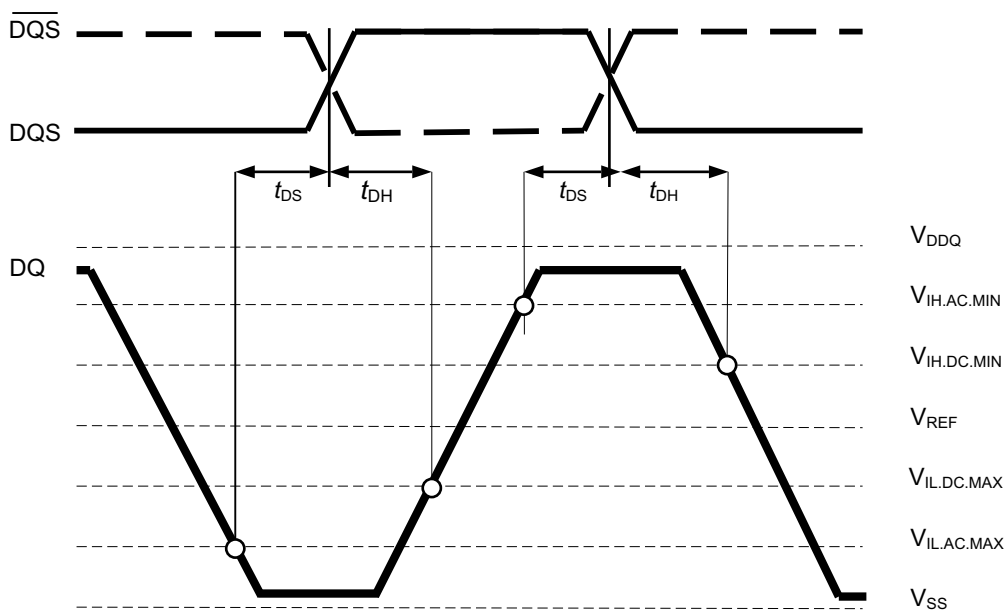 DQS
DQS
tDS
tDH
tDS
tDH
VDDQ
DQ
VIH.AC.MIN
VIH.DC.MIN
VREF
VIL.DC.MAX
VIL.AC.MAX
VSS